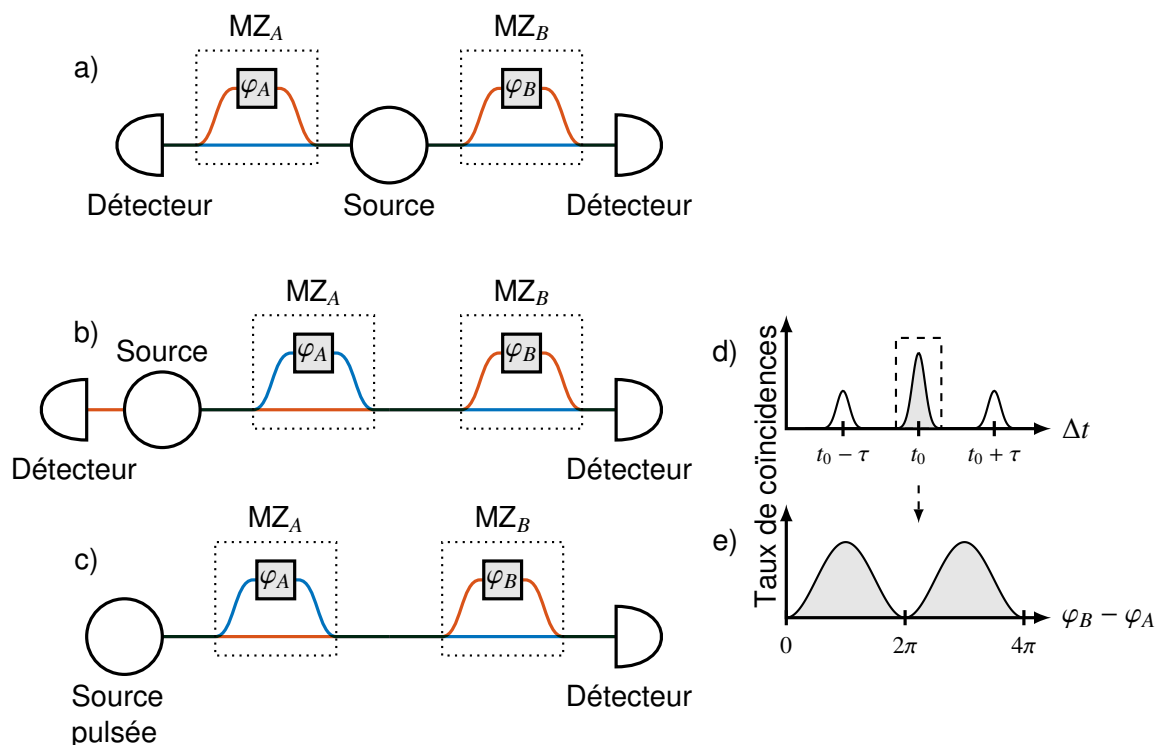 a)
MZ_A
MZ_B
φ_A
φ_B
Détecteur
Source
Détecteur
b)
MZ_A
MZ_B
Source
φ_A
φ_B
Détecteur
Détecteur
c)
MZ_A
MZ_B
φ_A
φ_B
Source
pulsée
Détecteur
Taux de coïncidences
d)
Δt
t_0 − τ
t_0
t_0 + τ
e)
φ_B − φ_A
0
2π
4π